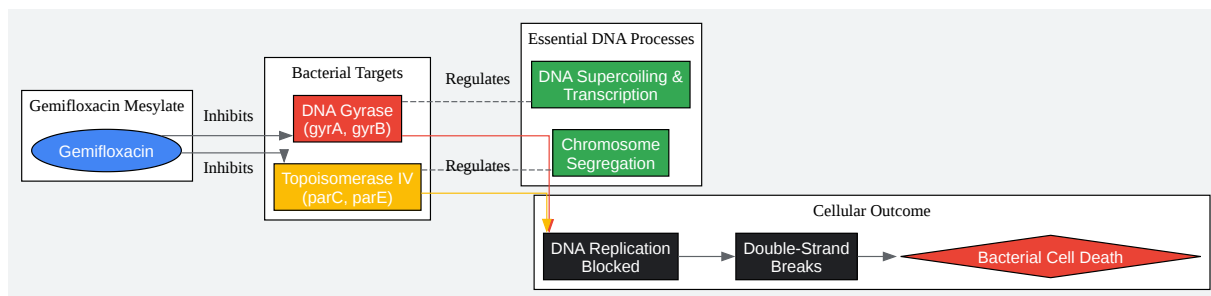 Gemifloxacin Mesylate
Gemifloxacin
Inhibits
Inhibits
Bacterial Targets
DNA Gyrase
(gyrA, gyrB)
Topoisomerase IV
(parC, parE)
Regulates
Regulates
Essential DNA Processes
DNA Supercoiling &
Transcription
Chromosome
Segregation
Cellular Outcome
DNA Replication
Blocked
Double-Strand
Breaks
Bacterial Cell Death